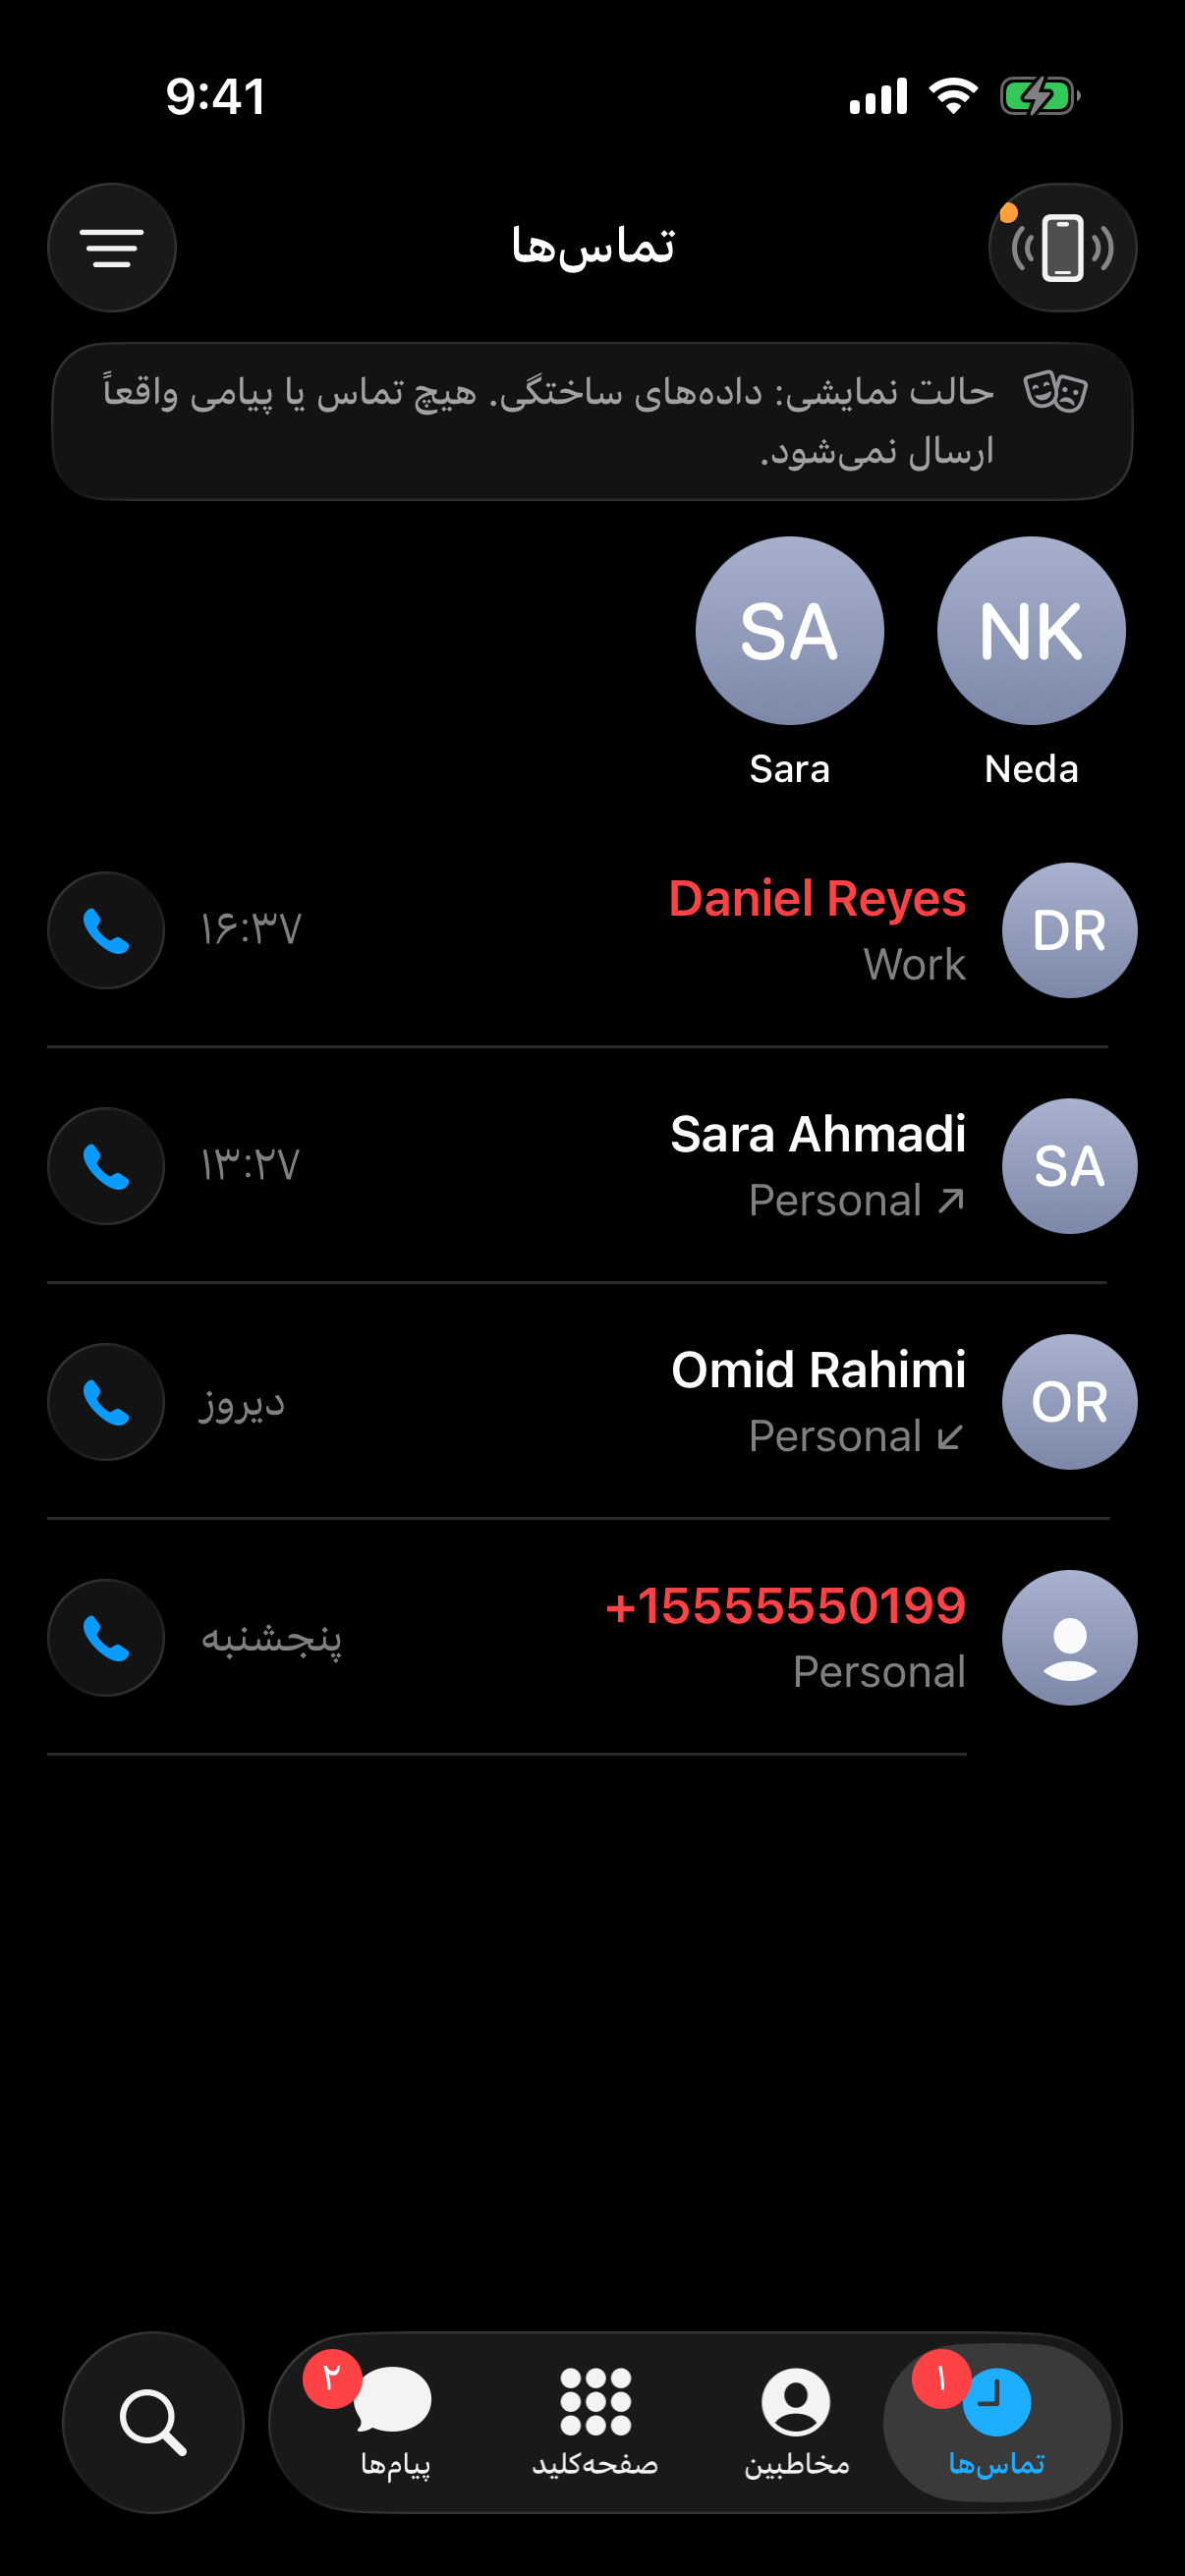 9:41
تماس‌ها
حالت نمایشی: داده‌های ساختگی. هیچ تماس یا پیامی واقعاً
ارسال نمی‌شود.
NK
SA
Neda
Sara
DR
Daniel Reyes
Work
۱۶:۳۷
SA
Sara Ahmadi
Personal
۱۳:۲۷
OR
Omid Rahimi
Personal
دیروز
+15555550199
Personal
پنجشنبه
۱
تماس‌ها
مخاطبین
صفحه‌کلید
۲
پیام‌ها